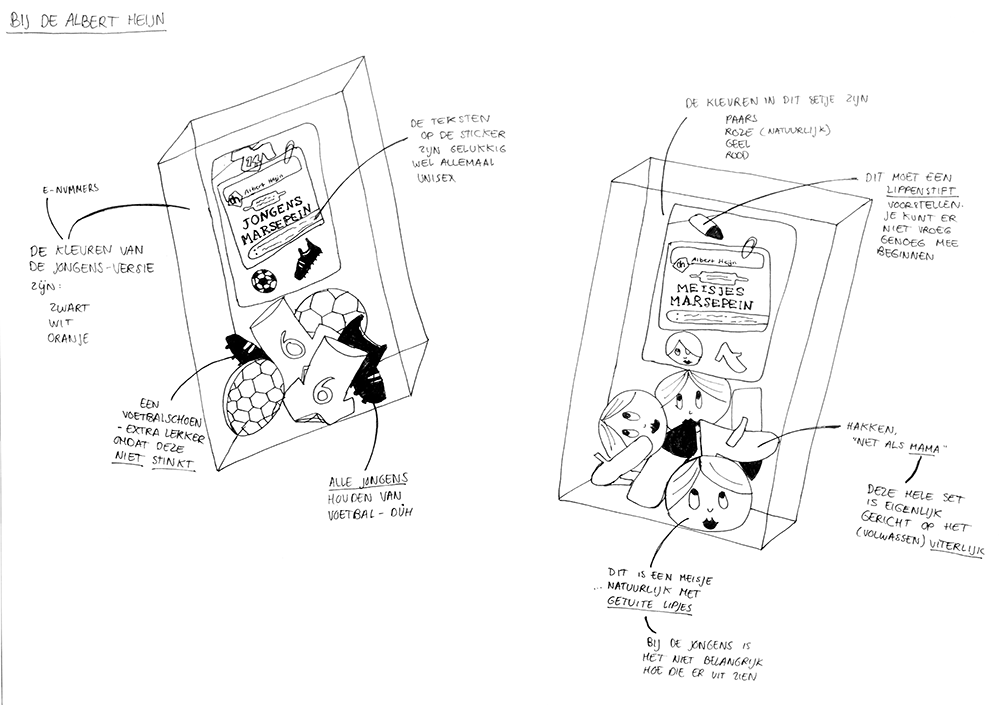 BIJ DE ALBERT HEIJN
DE TEKSTEN
OP DE STICKER
ZIJN GELUKKIG
WEL ALLEMAAL
UNISEX
E-NUMMERS
DE KLEUREN VAN
DE JONGENS-VERSIE
ZIJN:
ZWART
WIT
ORANJE
Albert Heijn
JONGENS
MARSEPEIN
6
6
EEN
VOETBALSCHOEN
- EXTRA LEKKER
OMDAT DEZE
NIET STINKT
ALLE JONGENS
HOUDEN VAN
VOETBAL - DUH
DE KLEUREN IN DIT SETJE ZIJN
PAARS
ROZE (NATUURLIJK)
GEEL
ROOD
DIT MOET EEN
LIPPENSTIFT
VOORSTELLEN.
JE KUNT ER
NIET VROEG
GENOEG MEE
BEGINNEN
ah Albert Heijn
MEISJES
MARSEPEIN
HAKKEN,
"NET ALS MAMA"
DEZE HELE SET
IS EIGENLIJK
GERICHT OP HET
(VOLWASSEN) UITERLIJK
DIT IS EEN MEISJE
... NATUURLIJK MET
GETUITE LIPJES
BIJ DE JONGENS IS
HET NIET BELANGRIJK
HOE DIE ER UIT ZIEN